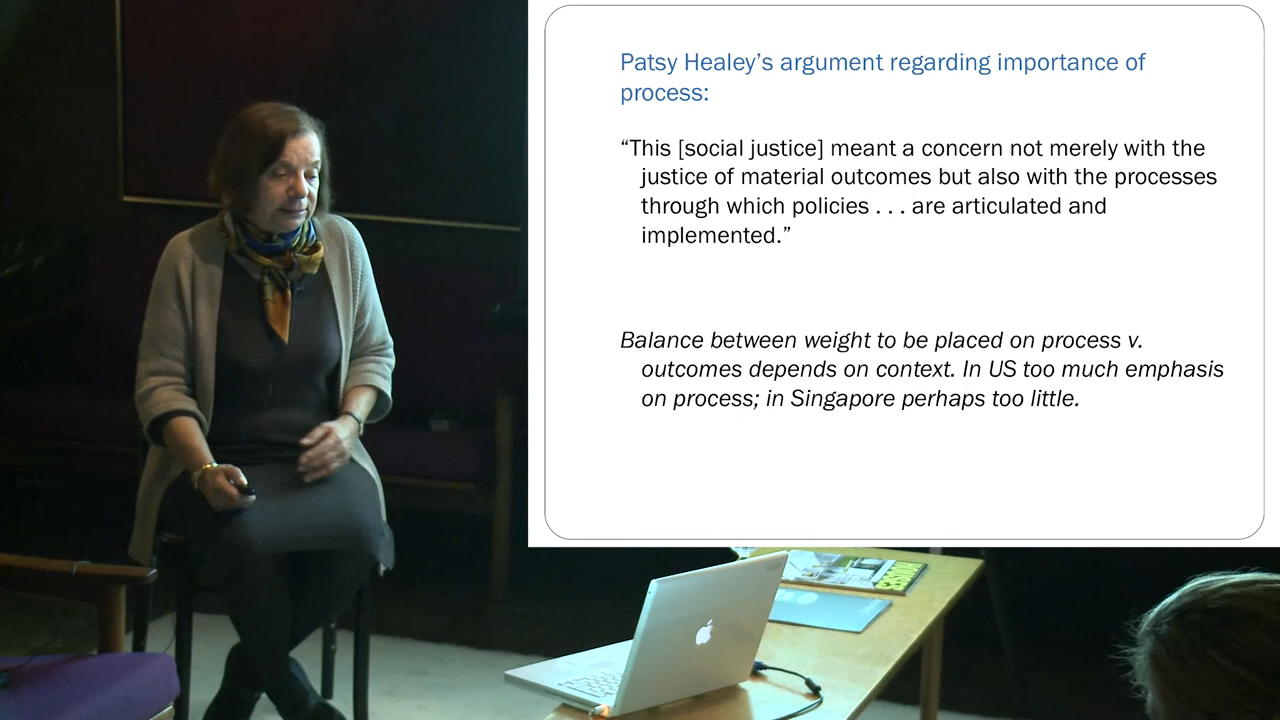 Patsy Healey’s argument regarding importance of
process:
“This [social justice] meant a concern not merely with the
justice of material outcomes but also with the processes
through which policies . . . are articulated and
implemented.”
Balance between weight to be placed on process v.
outcomes depends on context. In US too much emphasis
on process; in Singapore perhaps too little.